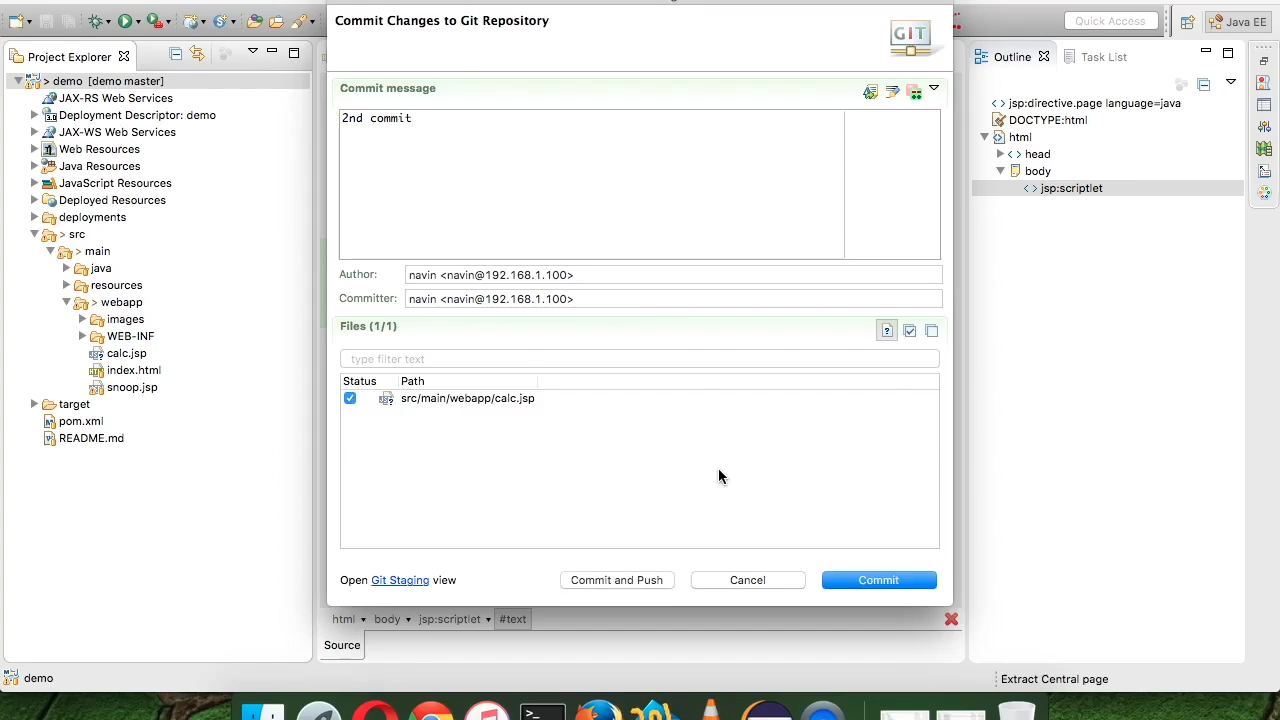 Commit Changes to Git Repository
GIT
Quick Access
Java EE
Project Explorer
> demo [demo master]
JAX-RS Web Services
Deployment Descriptor: demo
JAX-WS Web Services
Web Resources
Java Resources
JavaScript Resources
Deployed Resources
deployments
> src
> main
java
resources
> webapp
images
WEB-INF
calc.jsp
index.html
snoop.jsp
target
pom.xml
README.md
Commit message
2nd commit
Author: navin <navin@192.168.1.100>
Committer: navin <navin@192.168.1.100>
Files (1/1)
type filter text
Status Path
src/main/webapp/calc.jsp
Open Git Staging view
Commit and Push
Cancel
Commit
html body jsp:scriptlet #text
Source
Outline
Task List
jsp:directive.page language=java
DOCTYPE:html
html
head
body
jsp:scriptlet
demo
Extract Central page